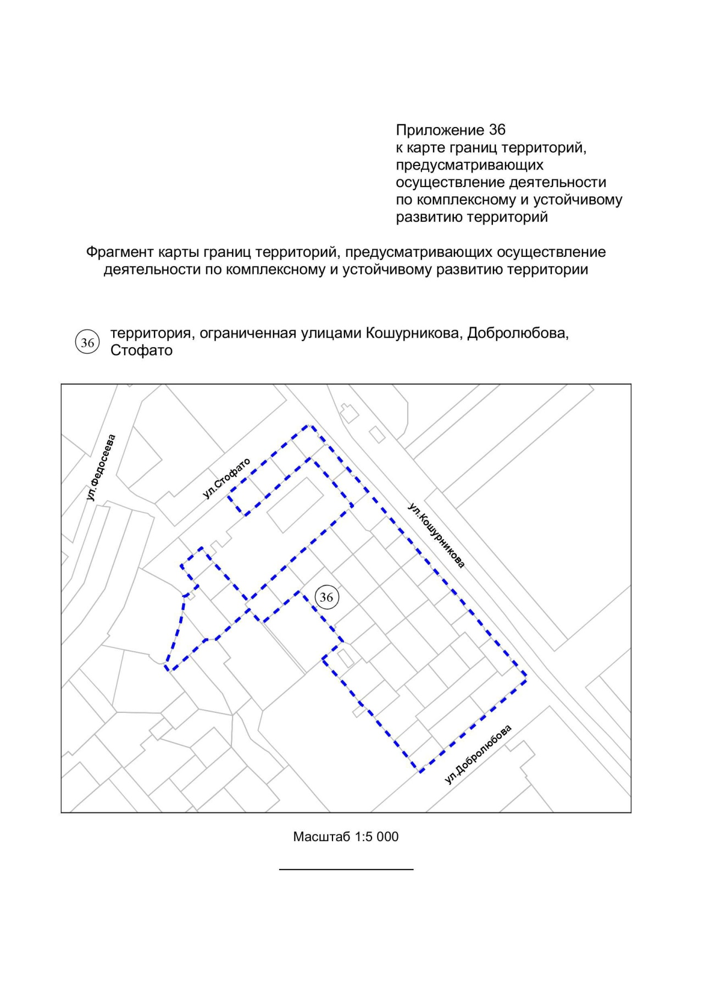 Приложение 36
к карте границ территорий,
предусматривающих
осуществление деятельности
по комплексному и устойчивому
развитию территорий
Фрагмент карты границ территорий, предусматривающих осуществление
деятельности по комплексному и устойчивому развитию территории
36
территория, ограниченная улицами Кошурникова, Добролюбова,
Стофато
ул.Федосеева
ул.Стофато
ул.Кошурникова
36
ул.Добролюбова
Масштаб 1:5 000